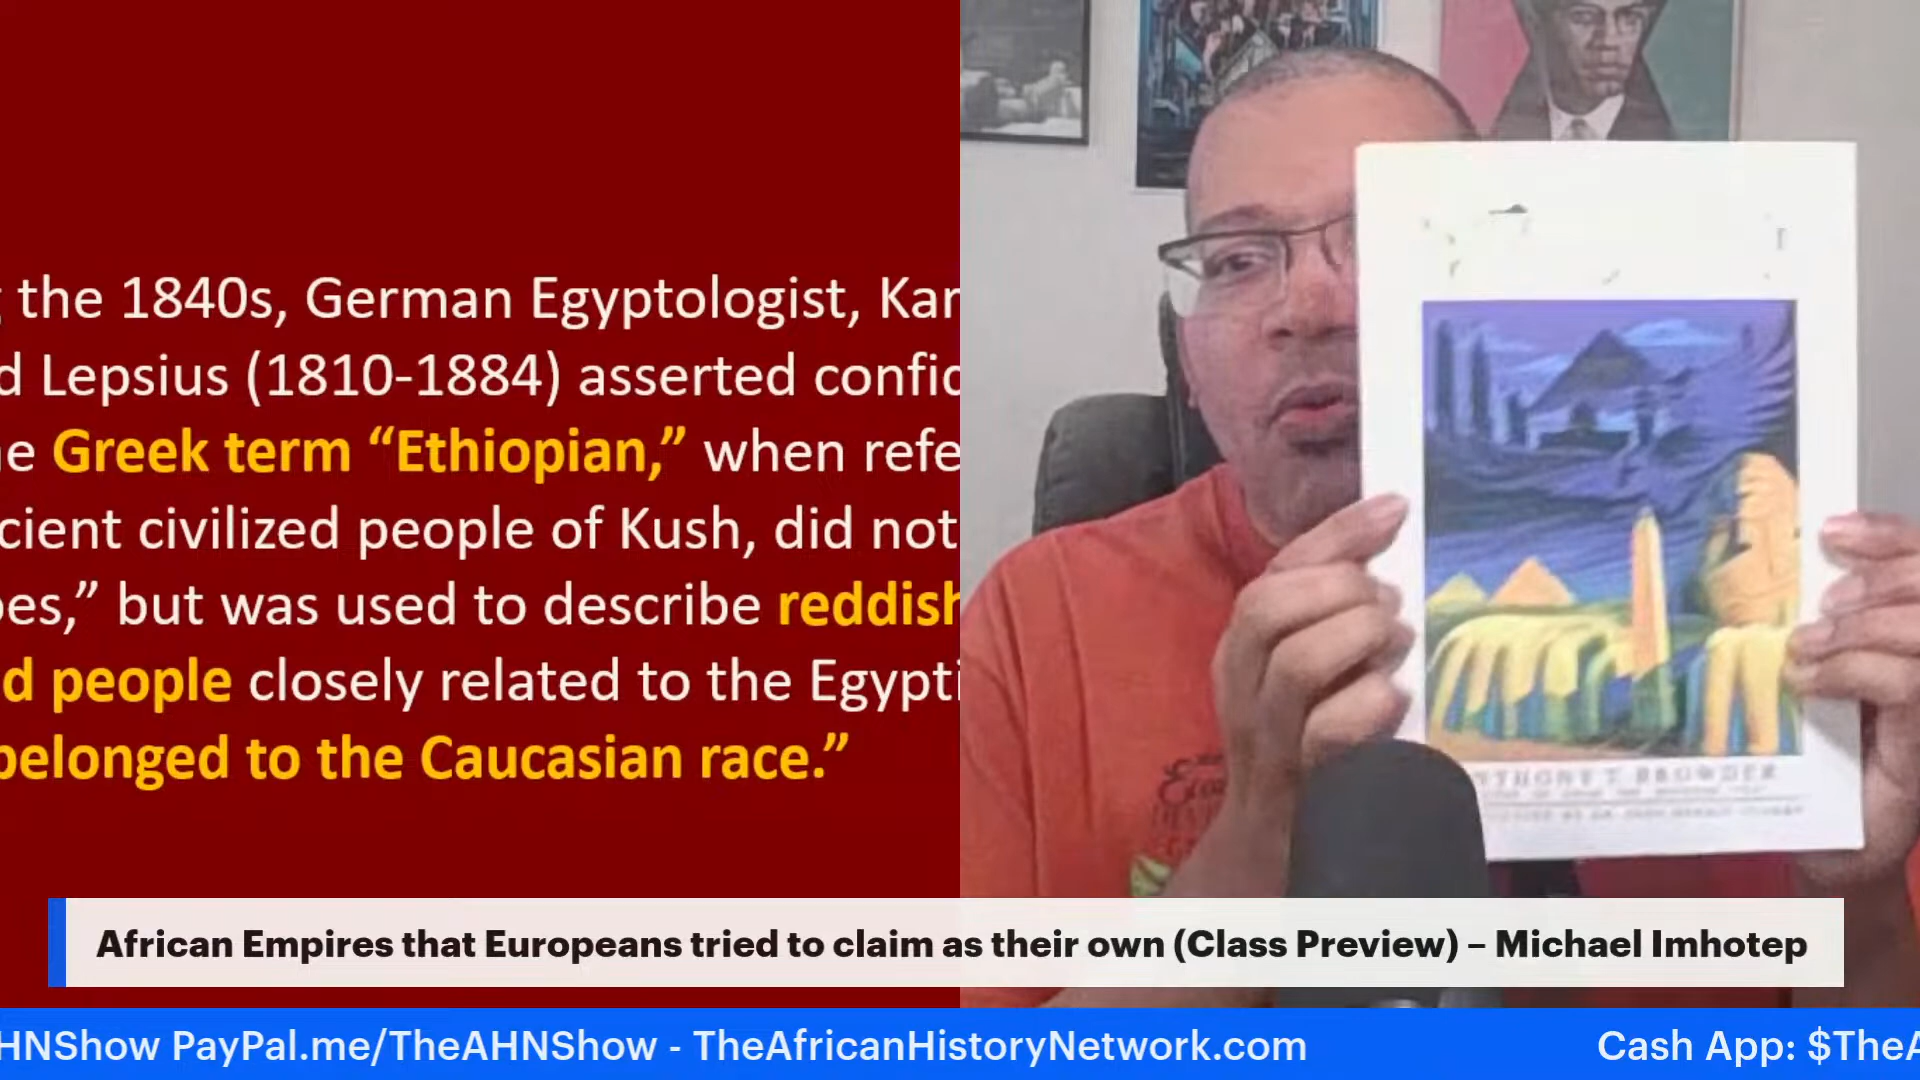 the 1840s, German Egyptologist, Kar
d Lepsius (1810-1884) asserted confid
Greek term “Ethiopian,” when refe
cient civilized people of Kush, did not
es,” but was used to describe reddish
d people closely related to the Egypti
belonged to the Caucasian race.”
ANTHONY T BROWDER
African Empires that Europeans tried to claim as their own (Class Preview) – Michael Imhotep
HNShow PayPal.me/TheAHNShow - TheAfricanHistoryNetwork.com
Cash App: $TheA